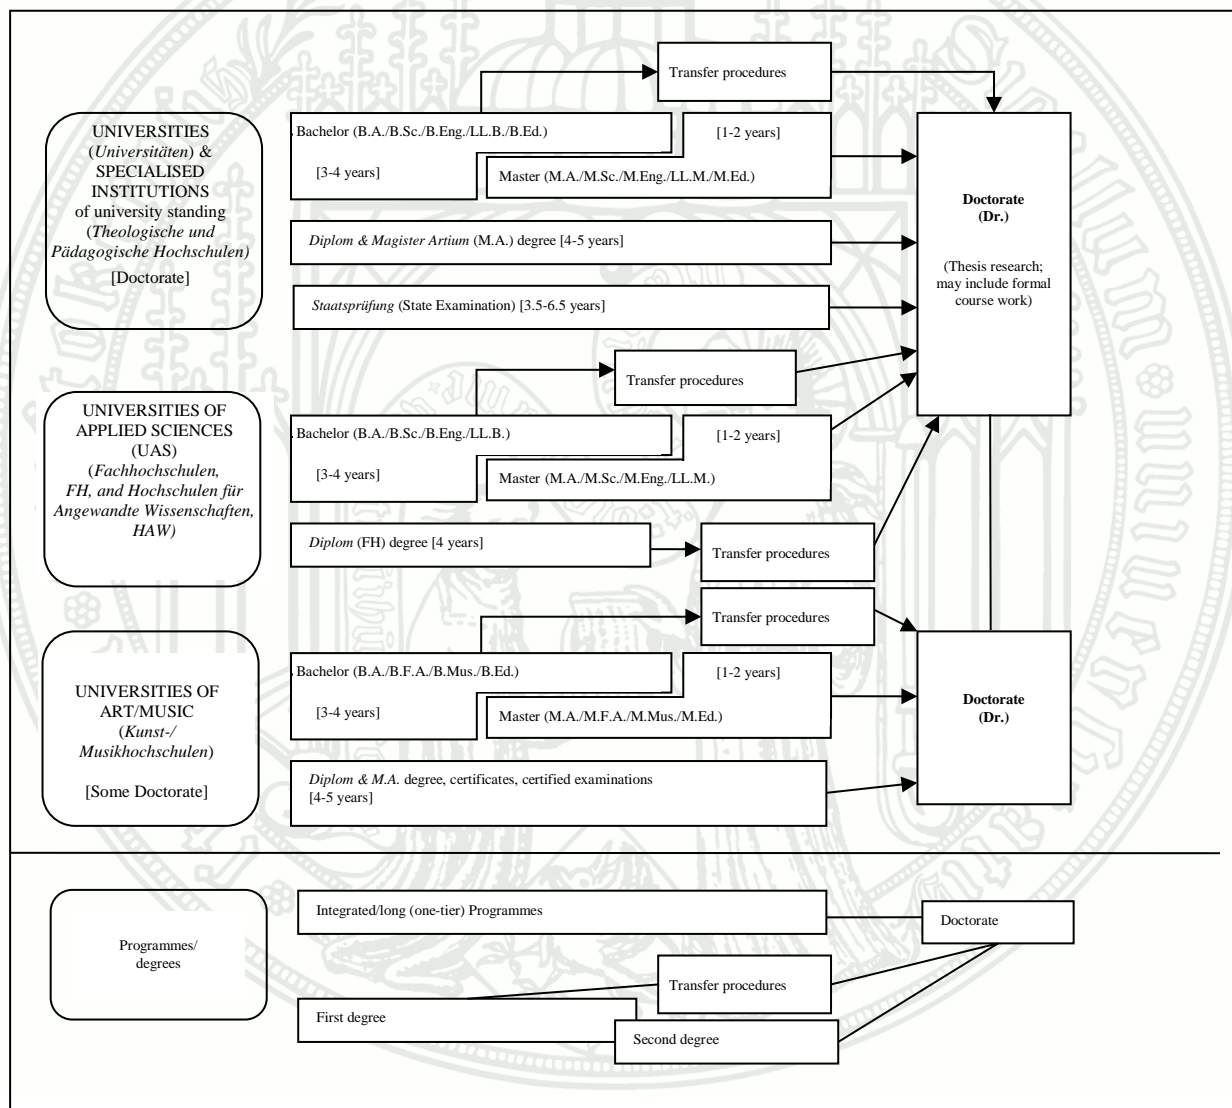 Transfer procedures
UNIVERSITIES
(Universitäten) &
SPECIALISED
INSTITUTIONS
of university standing
(Theologische und
Pädagogische Hochschulen)
[Doctorate]
Bachelor (B.A./B.Sc./B.Eng./LL.B./B.Ed.)
[3-4 years]
[1-2 years]
Master (M.A./M.Sc./M.Eng./LL.M./M.Ed.)
Diplom & Magister Artium (M.A.) degree [4-5 years]
Staatsprüfung (State Examination) [3.5-6.5 years]
Doctorate
(Dr.)
(Thesis research;
may include formal
course work)
Transfer procedures
UNIVERSITIES OF
APPLIED SCIENCES
(UAS)
(Fachhochschulen,
FH, and Hochschulen für
Angewandte Wissenschaften,
HAW)
Bachelor (B.A./B.Sc./B.Eng./LL.B.)
[3-4 years]
[1-2 years]
Master (M.A./M.Sc./M.Eng./LL.M.)
Diplom (FH) degree [4 years]
Transfer procedures
Transfer procedures
UNIVERSITIES OF
ART/MUSIC
(Kunst-/
Musikhochschulen)
[Some Doctorate]
Bachelor (B.A./B.F.A./B.Mus./B.Ed.)
[3-4 years]
[1-2 years]
Master (M.A./M.F.A./M.Mus./M.Ed.)
Diplom & M.A. degree, certificates, certified examinations
[4-5 years]
Doctorate
(Dr.)
Programmes/
degrees
Integrated/long (one-tier) Programmes
Doctorate
Transfer procedures
First degree
Second degree